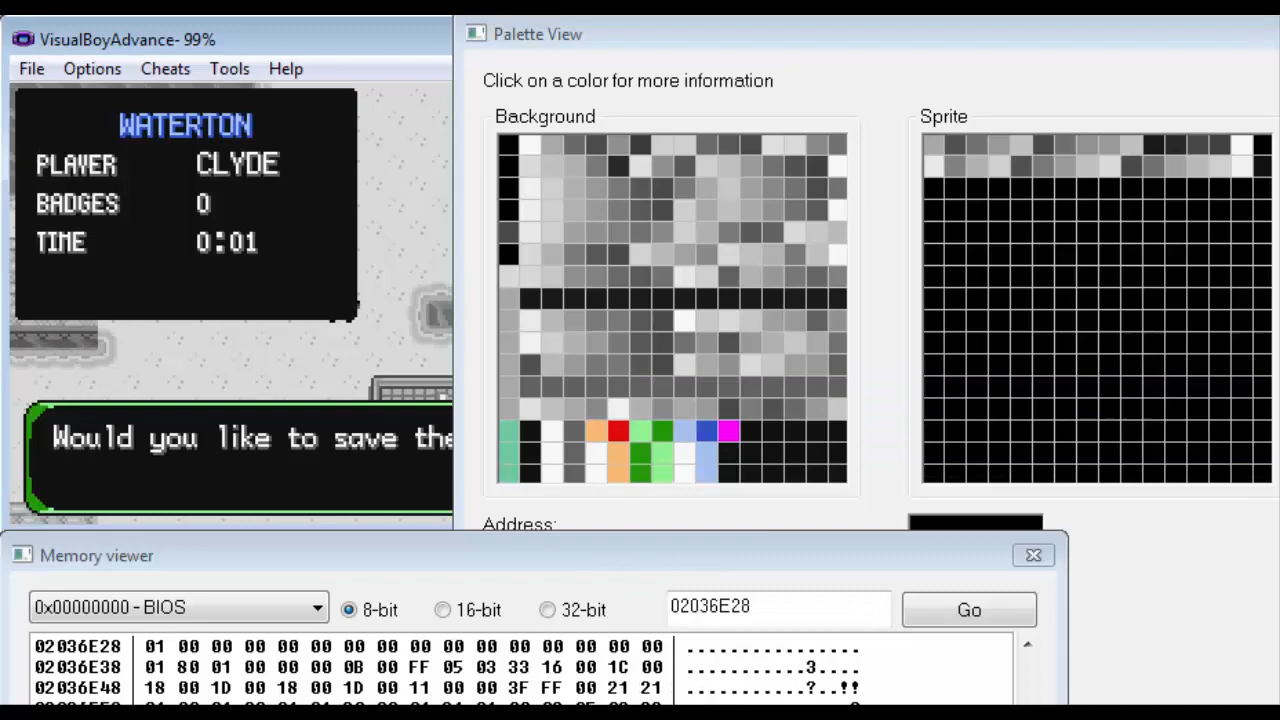 VisualBoyAdvance- 99%
File Options Cheats Tools Help
WATERTON
PLAYER CLYDE
BADGES 0
TIME 0:01
Would you like to save the
Palette View
Click on a color for more information
Background
Sprite
Address:
Memory viewer
0x00000000 - BIOS
8-bit 16-bit 32-bit
02036E28
Go
02036E28 01 00 00 00 00 00 00 00 00 00 00 00 00 00 00 00 ................
02036E38 01 80 01 00 00 00 0B 00 FF 05 03 33 16 00 1C 00 ...........3....
02036E48 18 00 1D 00 18 00 1D 00 11 00 00 3F FF 00 21 21 ...........?..!!